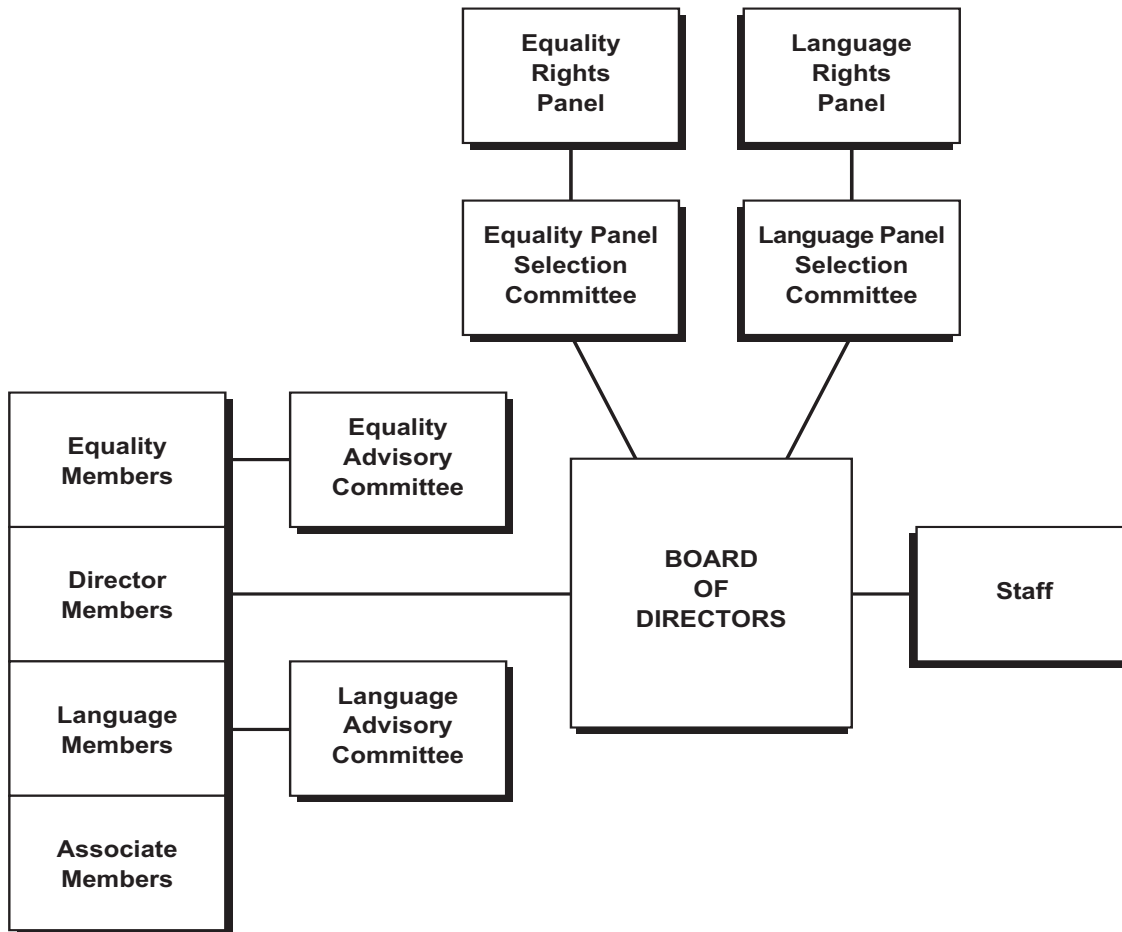 Equality
Rights
Panel
Language
Rights
Panel
Equality Panel
Selection
Committee
Language Panel
Selection
Committee
Equality
Members
Equality
Advisory
Committee
Director
Members
BOARD
OF
DIRECTORS
Staff
Language
Members
Language
Advisory
Committee
Associate
Members